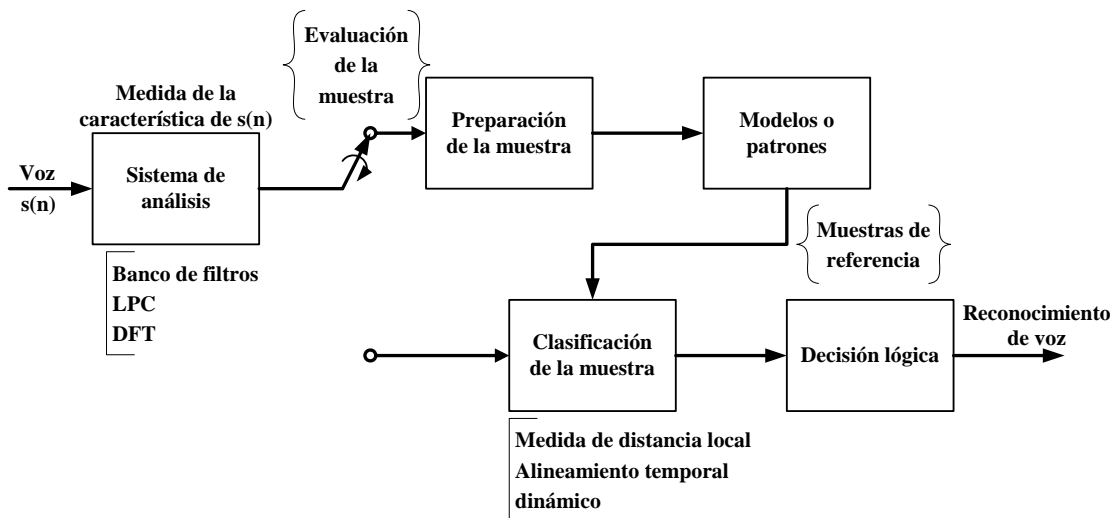 Evaluación
de la
muestra
Medida de la
característica de s(n)
Preparación
de la muestra
Modelos o
patrones
Voz
s(n)
Sistema de
análisis
Muestras de
referencia
Banco de filtros
LPC
DFT
Clasificación
de la muestra
Decisión lógica
Reconocimiento
de voz
Medida de distancia local
Alineamiento temporal
dinámico